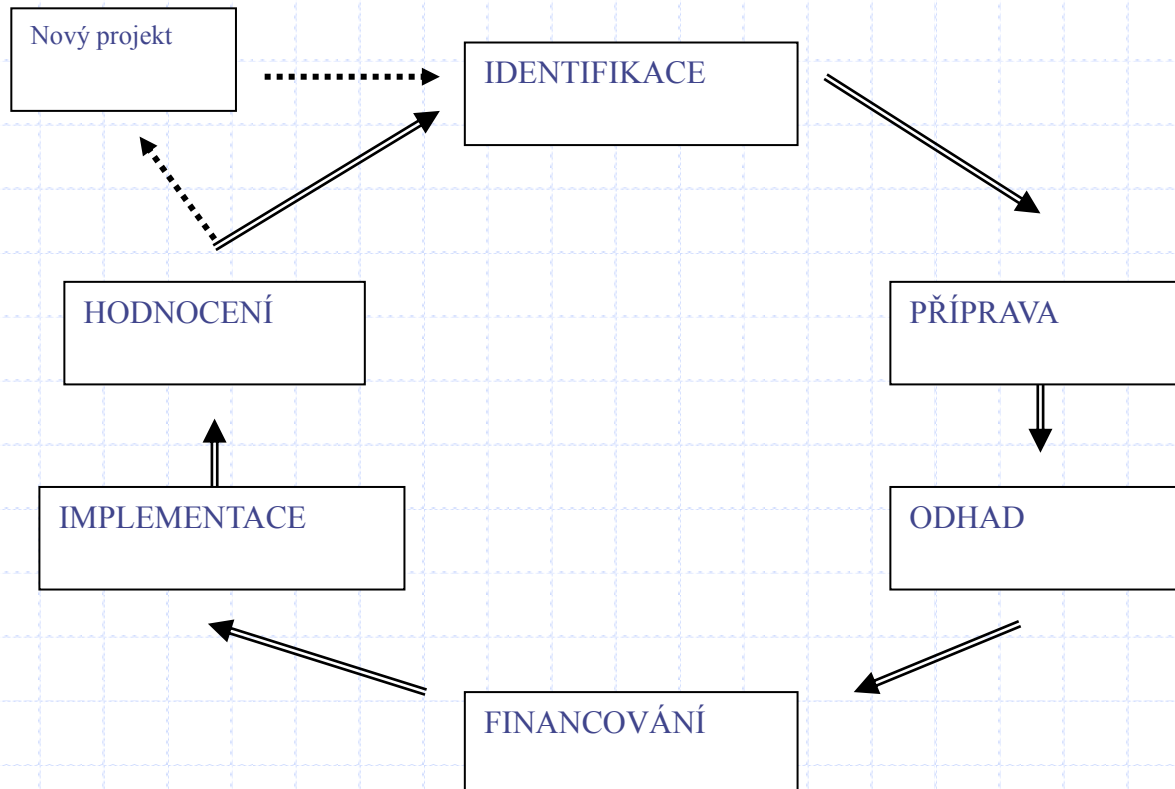 Nový projekt
IDENTIFIKACE
HODNOCENÍ
PŘÍPRAVA
IMPLEMENTACE
ODHAD
FINANCOVÁNÍ